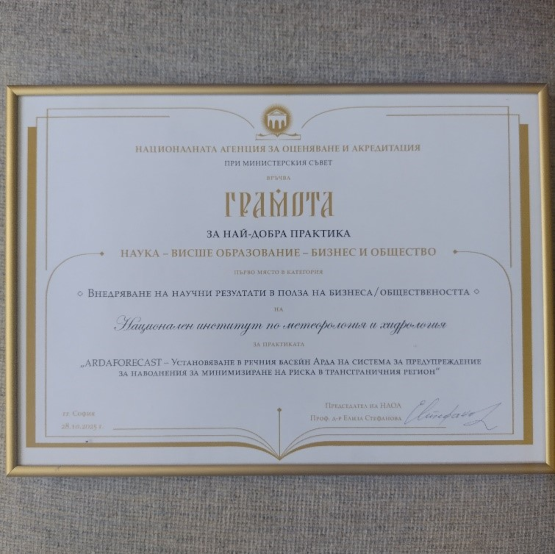 НАЦИОНАЛНАТА АГЕНЦИЯ ЗА ОЦЕНЯВАНЕ И АКРЕДИТАЦИЯ
ПРИ МИНИСТЕРСКИЯ СЪВЕТ
ВРЪЧВА
ГРАМОТА
ЗА НАЙ-ДОБРА ПРАКТИКА
НАУКА – ВИСШЕ ОБРАЗОВАНИЕ – БИЗНЕС И ОБЩЕСТВО
ПЪРВО МЯСТО В КАТЕГОРИЯ
ВНЕДРЯВАНЕ НА НАУЧНИ РЕЗУЛТАТИ В ПОЛЗА НА БИЗНЕСА/ОБЩЕСТВЕНОСТТА
НА
Национален институт по метеорология и хидрология
ЗА ПРАКТИКАТА
„ARDAFORECAST – УСТАНОВЯВАНЕ В РЕЧНИЯ БАСЕЙН АРДА НА СИСТЕМА ЗА ПРЕДУПРЕЖДЕНИЕ
ЗА НАВОДНЕНИЯ ЗА МИНИМИЗИРАНЕ НА РИСКА В ТРАНСГРАНИЧНИЯ РЕГИОН"
гр. София
Председател на НАОА
Проф. д-р Елиза Стефанова